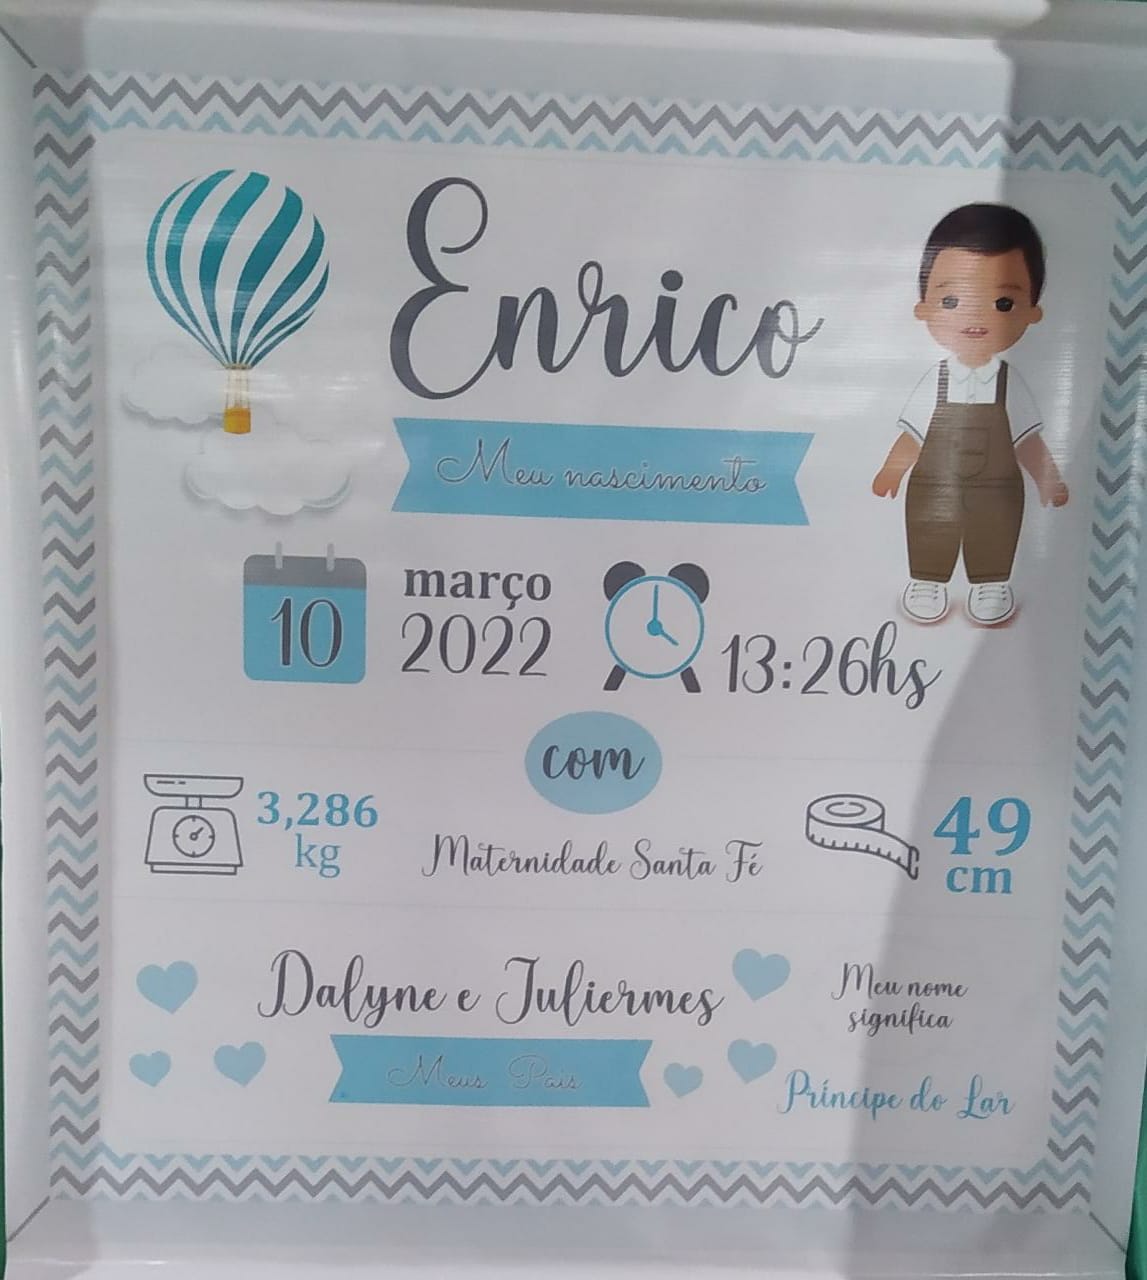 Enrico
Meu nascimento
10
março
2022
13:26hs
com
3,286
kg
Maternidade Santa Fé
49
cm
Dalyne e Juliermes
Meus Pais
Meu nome
significa
Príncipe do Lar